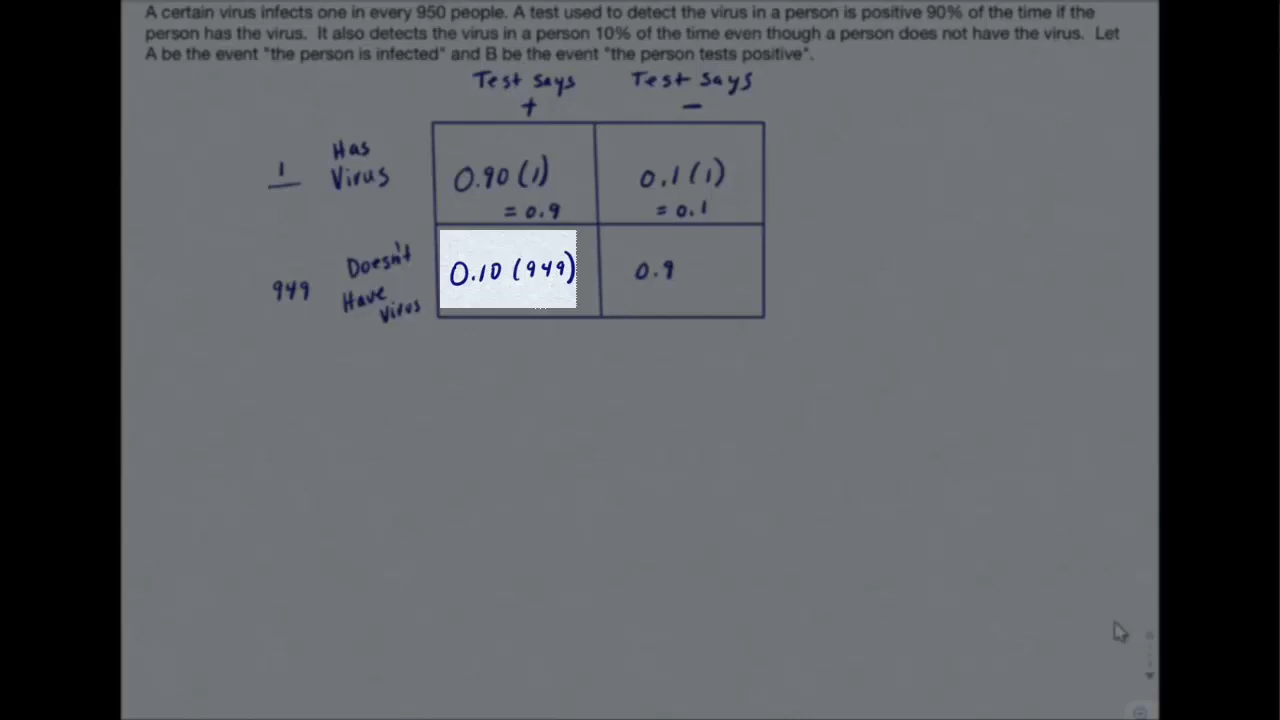 A certain virus infects one in every 950 people. A test used to detect the virus in a person is positive 90% of the time if the
person has the virus. It also detects the virus in a person 10% of the time even though a person does not have the virus. Let
A be the event "the person is infected" and B be the event "the person tests positive".
Test says Test says
+ −
1 Has Virus 0.90 (1) 0.1 (1)
= 0.9 = 0.1
949 Doesn't Have Virus 0.10 (949) 0.9